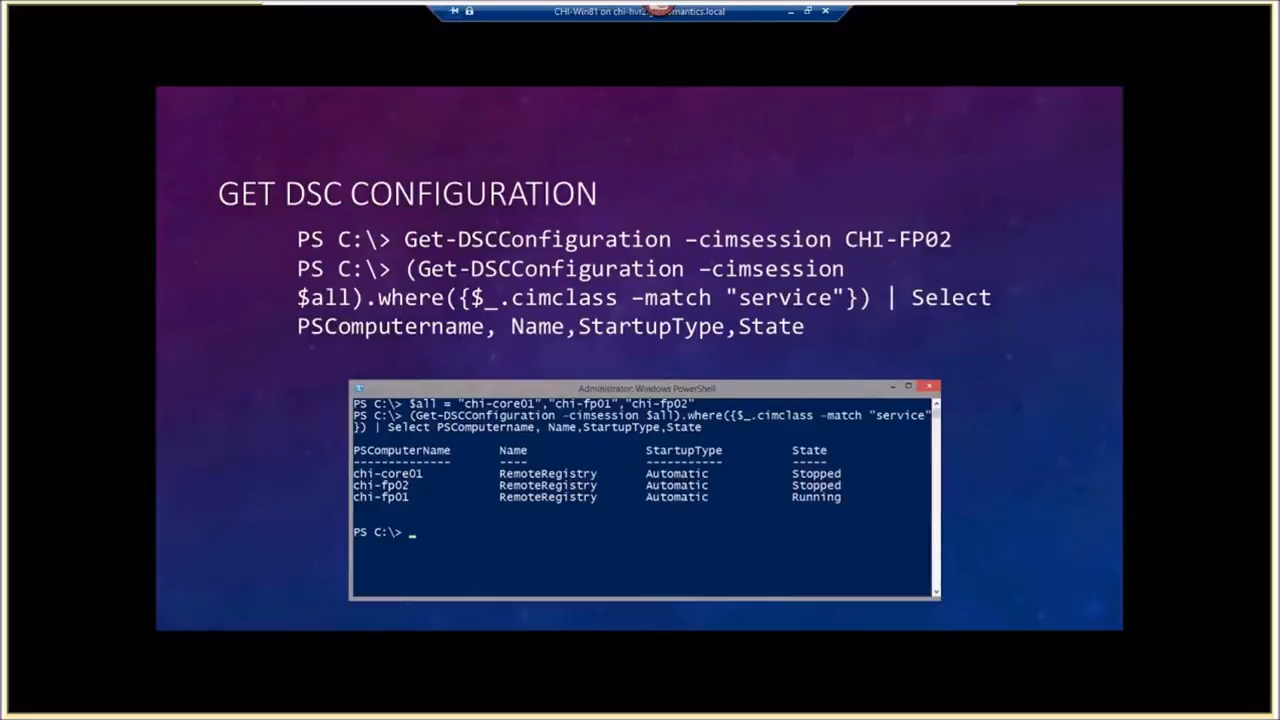 CHI-Win81 on chi-hvr2.
mantics.local
GET DSC CONFIGURATION
PS C:\> Get-DSCConfiguration –cimsession CHI-FP02
PS C:\> (Get-DSCConfiguration –cimsession
$all).where({$_.cimclass –match "service"}) | Select
PSComputername, Name,StartupType,State
Administrator: Windows PowerShell
PS C:\> $all = "chi-core01","chi-fp01","chi-fp02"
PS C:\> (Get-DSCConfiguration –cimsession $all).where({$_.cimclass –match "service"
}) | Select PSComputername, Name,StartupType,State
PSComputerName Name StartupType State
-------------- ---- ----------- -----
chi-core01 RemoteRegistry Automatic Stopped
chi-fp02 RemoteRegistry Automatic Stopped
chi-fp01 RemoteRegistry Automatic Running
PS C:\> _